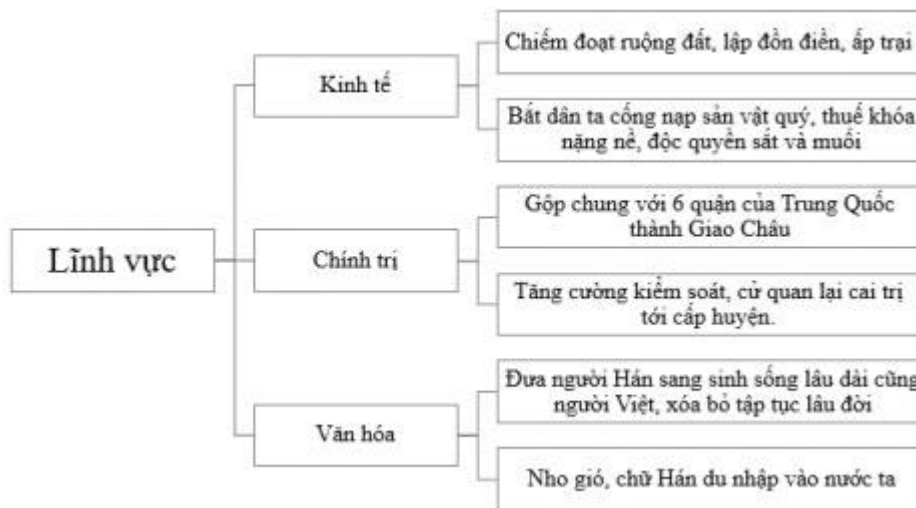 Lĩnh vực
Kinh tế
Chiếm đoạt ruộng đất, lập đồn điền, ấp trại
Bắt dân ta cống nạp sản vật quý, thuế khóa
nặng nề, độc quyền sắt và muối
Chính trị
Gộp chung với 6 quận của Trung Quốc
thành Giao Châu
Tăng cường kiểm soát, cử quan lại cai trị
tới cấp huyện.
Văn hóa
Đưa người Hán sang sinh sống lâu dài cũng
người Việt, xóa bỏ tập tục lâu đời
Nho gió, chữ Hán du nhập vào nước ta